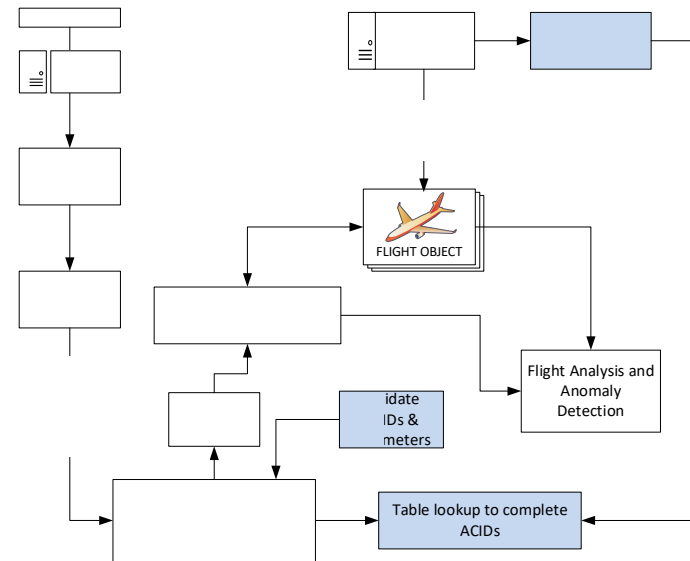 FLIGHT OBJECT
Flight Analysis and
Anomaly
Detection
idate
IDs &
meters
Table lookup to complete
ACIDs